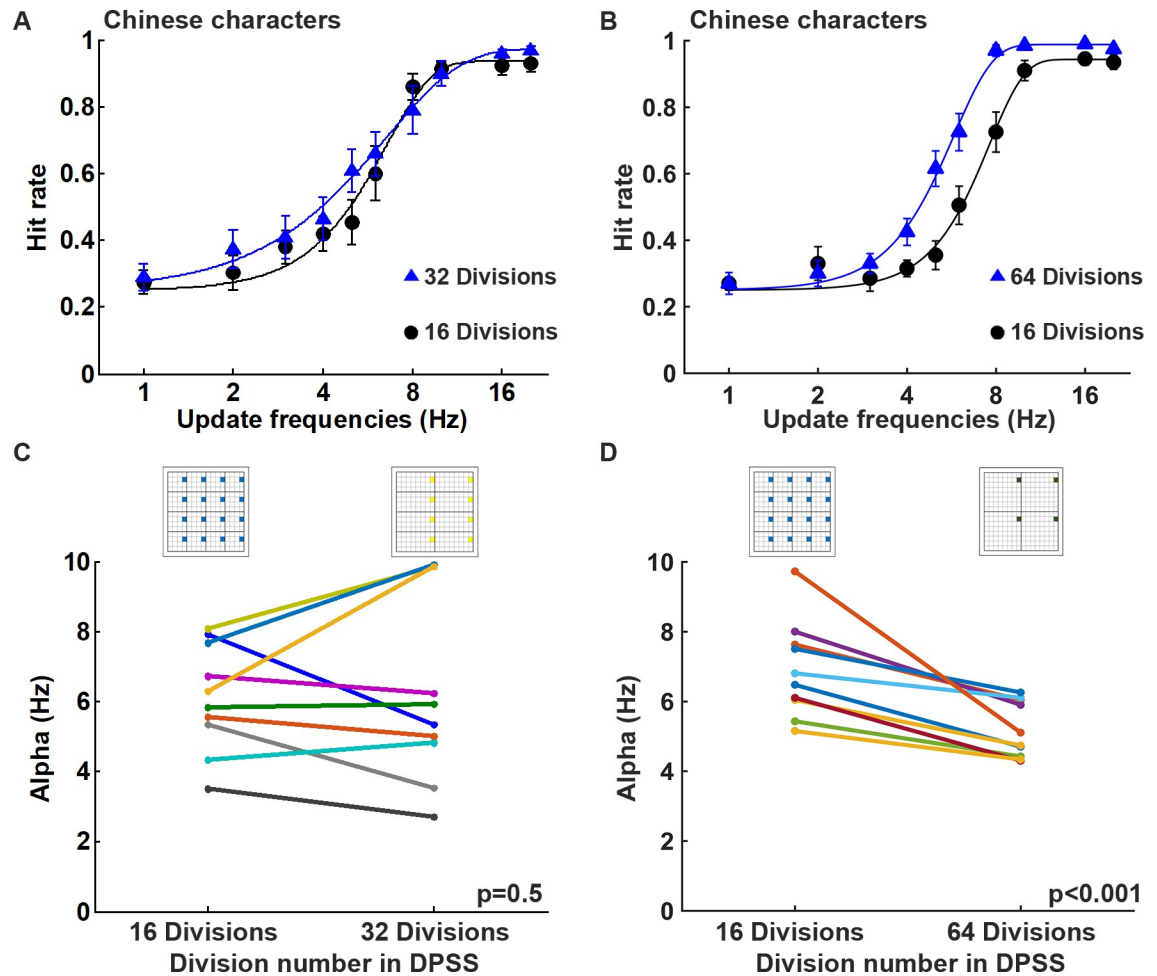 A
Chinese characters
Hit rate
1
0.8
0.6
0.4
0.2
0
32 Divisions
16 Divisions
1 2 4 8 16
Update frequencies (Hz)
B
Chinese characters
Hit rate
1
0.8
0.6
0.4
0.2
0
64 Divisions
16 Divisions
1 2 4 8 16
Update frequencies (Hz)
C
Alpha (Hz)
10
8
6
4
2
0
p=0.5
16 Divisions 32 Divisions
Division number in DPSS
D
Alpha (Hz)
10
8
6
4
2
0
p<0.001
16 Divisions 64 Divisions
Division number in DPSS